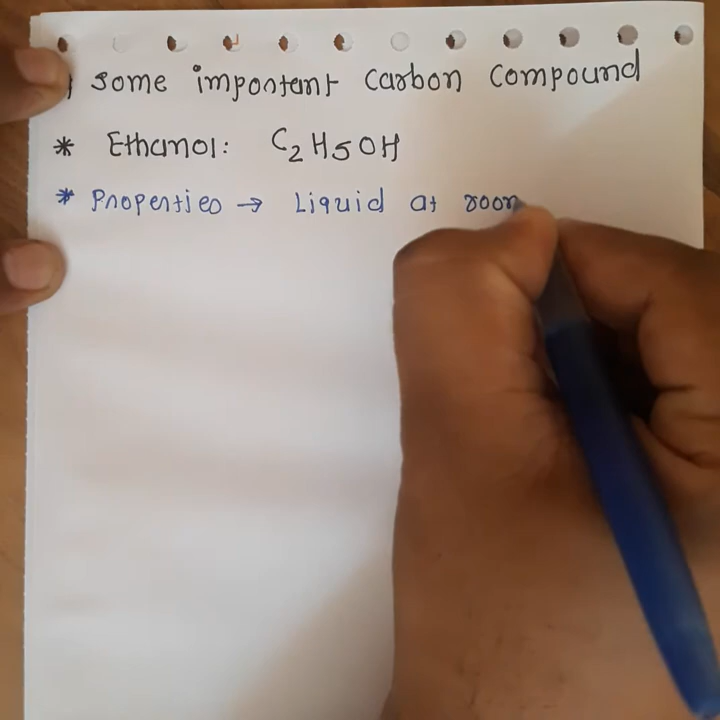 some important carbon compound
* Ethanol: C₂H5OH
* Properties → Liquid at room